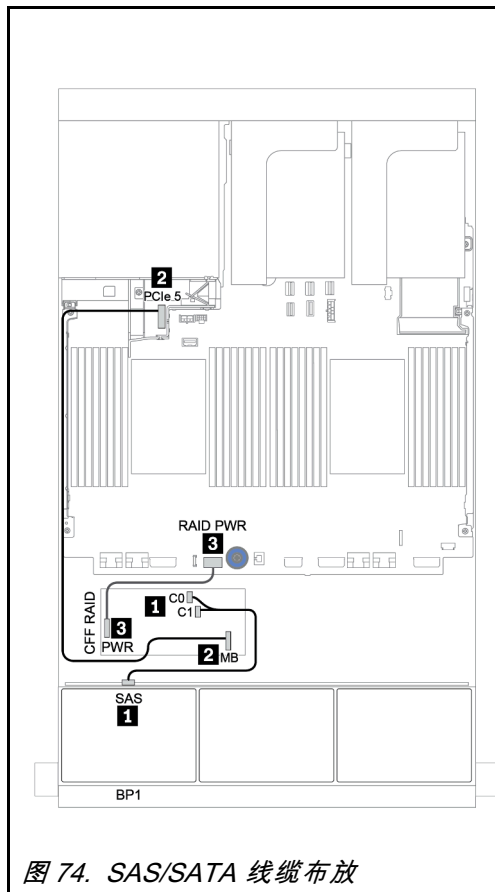 2
PCIe 5
RAID PWR
3
CFF RAID
1 C0
C1
3
PWR
2 MB
SAS
1
BP1
图 74. SAS/SATA 线缆布放